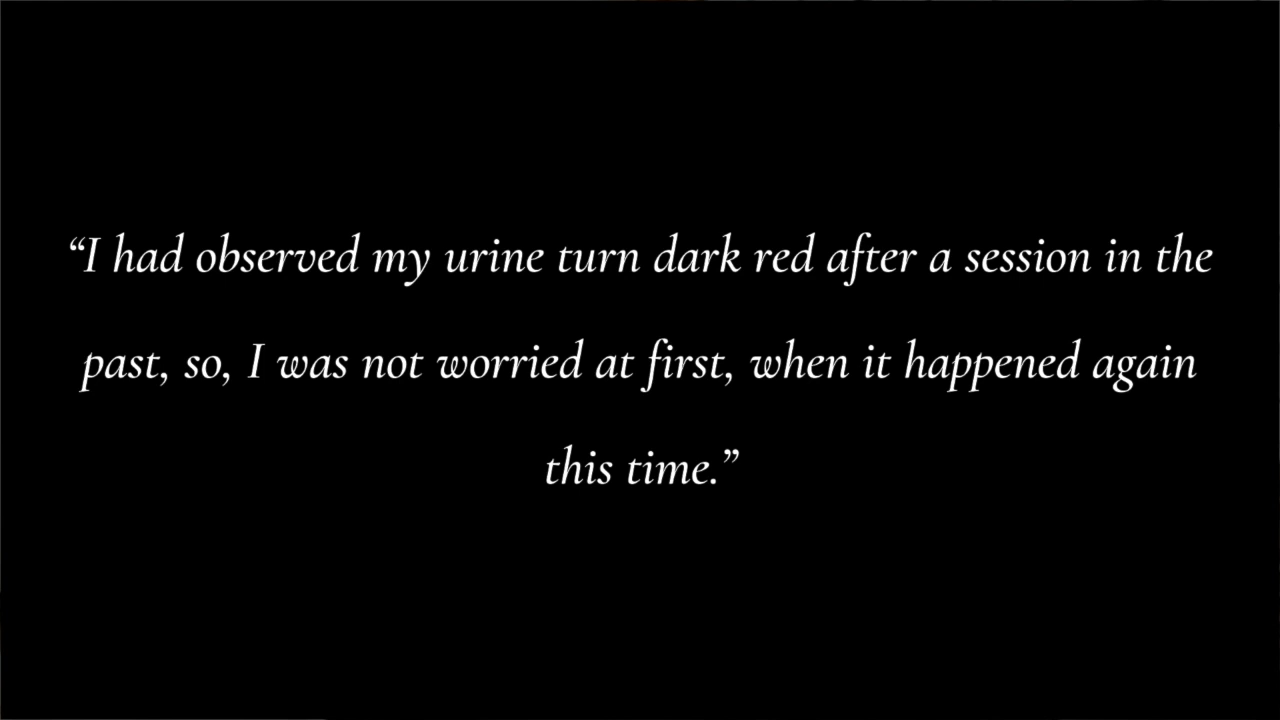 “I had observed my urine turn dark red after a session in the
past, so, I was not worried at first, when it happened again
this time.”